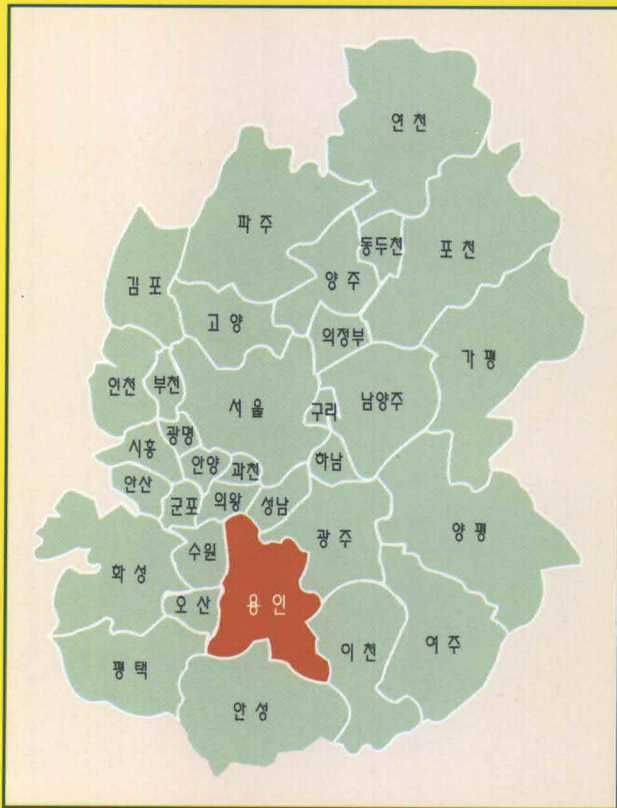 연 천
파 주
동두천
포 천
양 주
김 포
고 양
의정부
가 평
인천
부천
서 울
구리
남양주
광명
시흥
안양
과천
하남
안산
군포
의왕
성남
광 주
양 평
수원
화 성
오 산
용 인
이 천
여 주
평 택
안 성